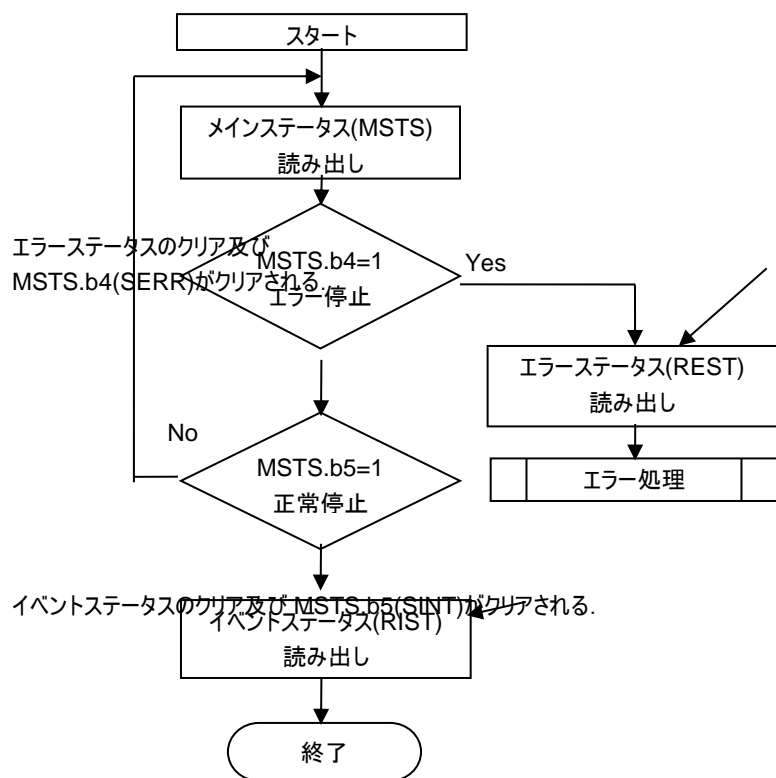 スタート
メインステータス(MSTS)
読み出し
エラーステータスのクリア及び
MSTS.b4(SERR)がクリアされる.
MSTS.b4=1
エラー停止
Yes
エラーステータス(REST)
読み出し
No
MSTS.b5=1
正常停止
エラー処理
イベントステータスのクリア及び MSTS.b5(SINT)がクリアされる.
イベントステータス(RIST)
読み出し
終了